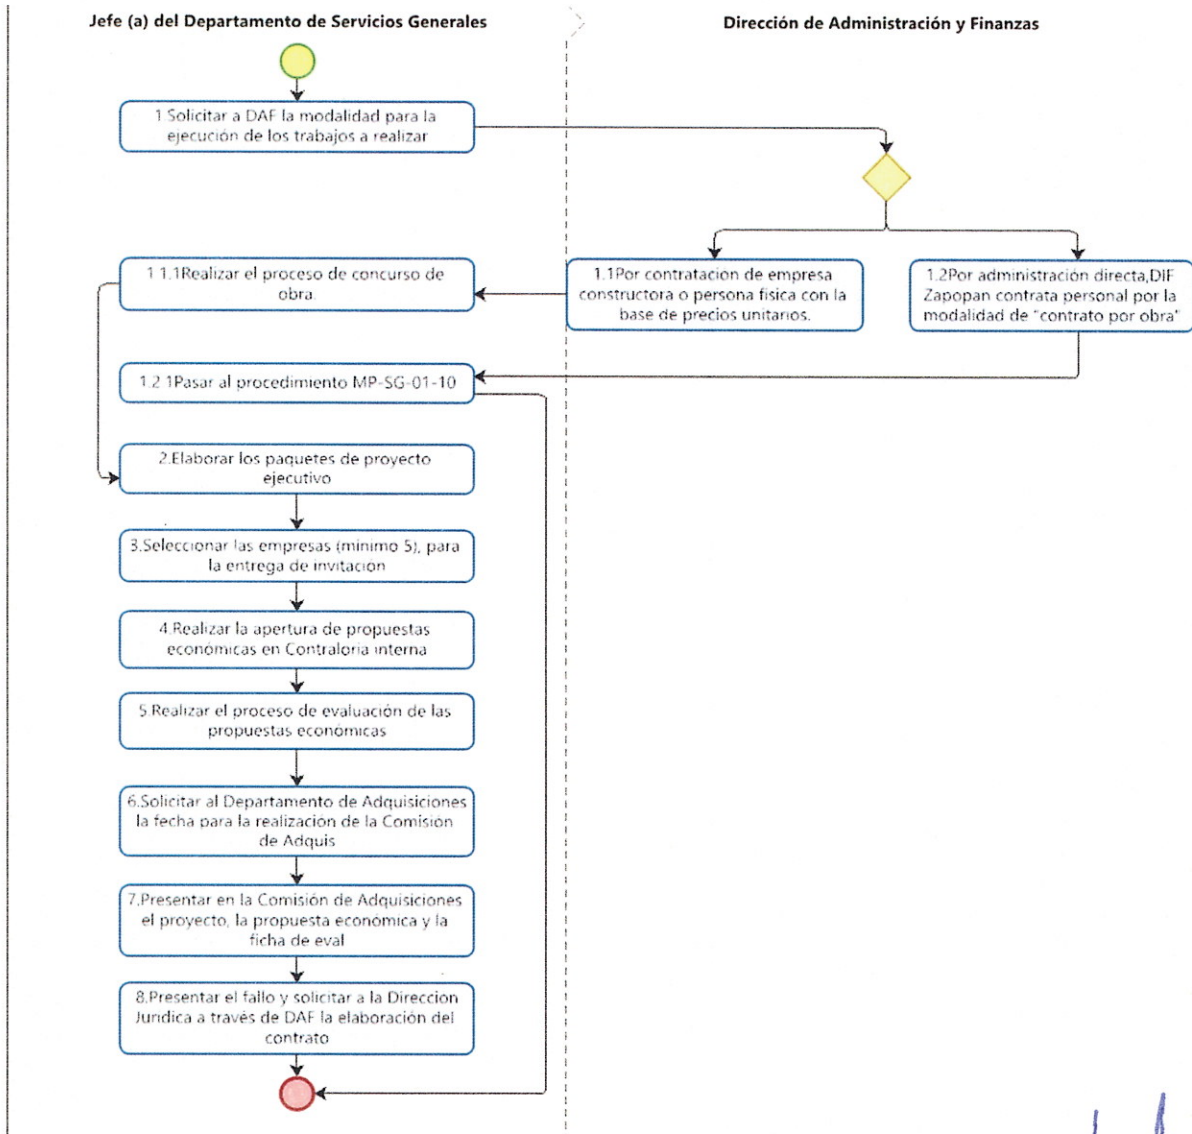 Jefe (a) del Departamento de Servicios Generales
Dirección de Administración y Finanzas
1.Solicitar a DAF la modalidad para la
ejecución de los trabajos a realizar
1.1.1Realizar el proceso de concurso de
obra.
1.1Por contratacion de empresa
constructora o persona fisica con la
base de precios unitarios.
1.2Por administración directa,DIF
Zapopan contrata personal por la
modalidad de "contrato por obra"
1.2.1Pasar al procedimiento MP-SG-01-10
2.Elaborar los paquetes de proyecto
ejecutivo
3.Seleccionar las empresas (mínimo 5), para
la entrega de invitación
4.Realizar la apertura de propuestas
económicas en Contraloria interna
5.Realizar el proceso de evaluación de las
propuestas económicas
6.Solicitar al Departamento de Adquisiciones
la fecha para la realización de la Comisión
de Adquis
7.Presentar en la Comisión de Adquisiciones
el proyecto, la propuesta económica y la
ficha de eval
8.Presentar el fallo y solicitar a la Direccion
Juridica a través de DAF la elaboración del
contrato